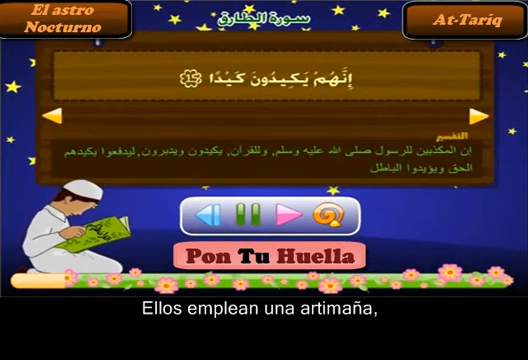 El astro
Nocturno
سورة الطارق
At-Tariq
إِنَّهُمْ يَكِيدُونَ كَيْدًا ﴿١٥﴾
التفسير
إن المكذبين للرسول صلى الله عليه وسلم, وللقرآن, يكيدون ويدبرون, ليدفعوا بكيدهم
الحق ويؤيدوا الباطل
Pon Tu Huella
Ellos emplean una artimaña,